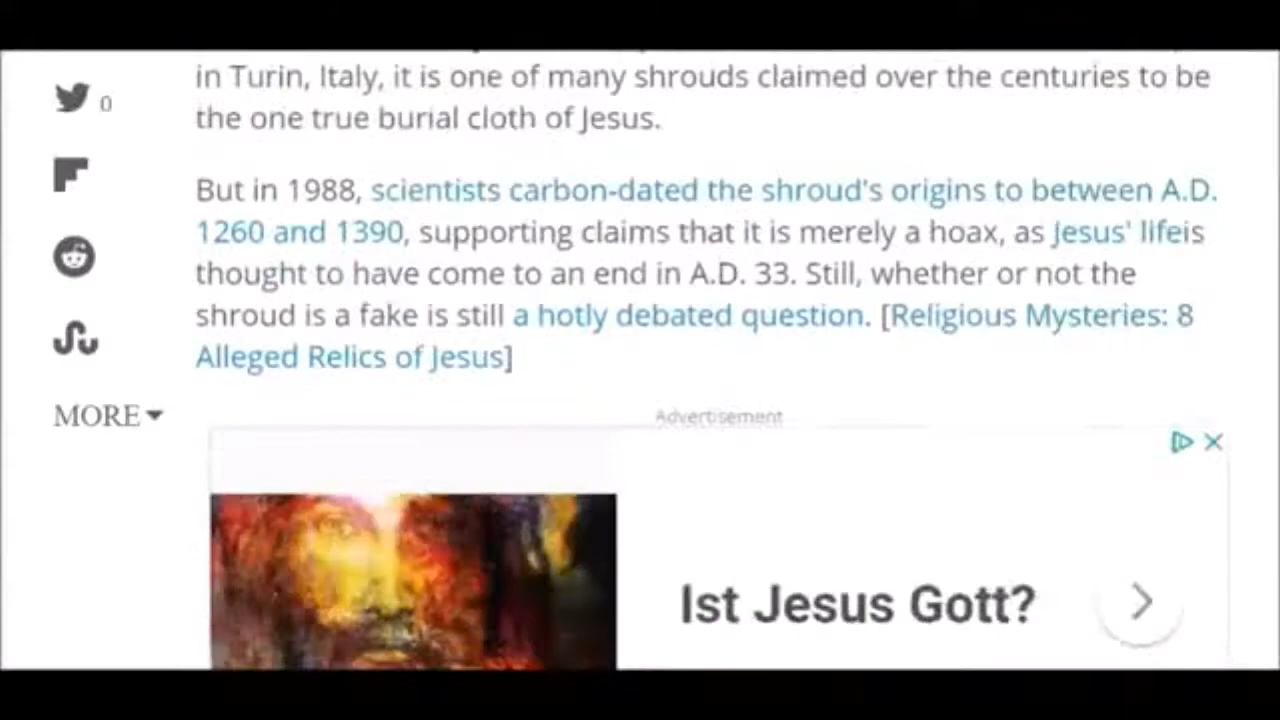 in Turin, Italy, it is one of many shrouds claimed over the centuries to be
0
the one true burial cloth of Jesus.
But in 1988, scientists carbon-dated the shroud's origins to between A.D.
1260 and 1390, supporting claims that it is merely a hoax, as Jesus' lifeis
thought to have come to an end in A.D. 33. Still, whether or not the
shroud is a fake is still a hotly debated question. [Religious Mysteries: 8
Alleged Relics of Jesus]
MORE
Advertisement
Ist Jesus Gott?